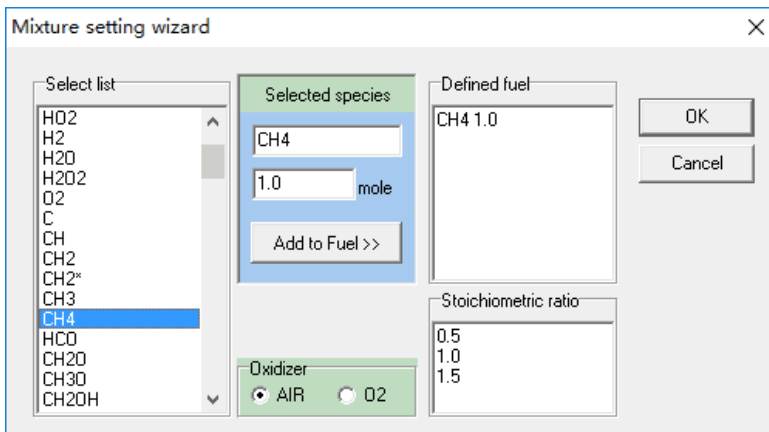 Mixture setting wizard
Select list
HO2
H2
H2O
H2O2
O2
C
CH
CH2
CH2*
CH3
CH4
HCO
CH2O
CH3O
CH2OH
Selected species
CH4
1.0 mole
Add to Fuel >>
Oxidizer
AIR O2
Defined fuel
CH4 1.0
Stoichiometric ratio
0.5
1.0
1.5
OK
Cancel